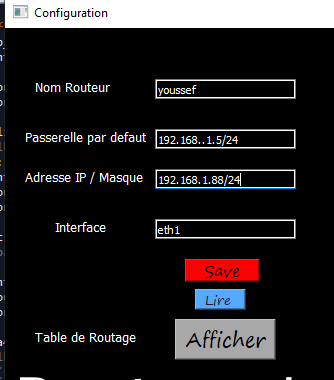 Configuration
Nom Routeur youssef
Passerelle par defaut 192.168..1.5/24
Adresse IP / Masque 192.168.1.88/24
Interface eth1
Save
Lire
Table de Routage Afficher